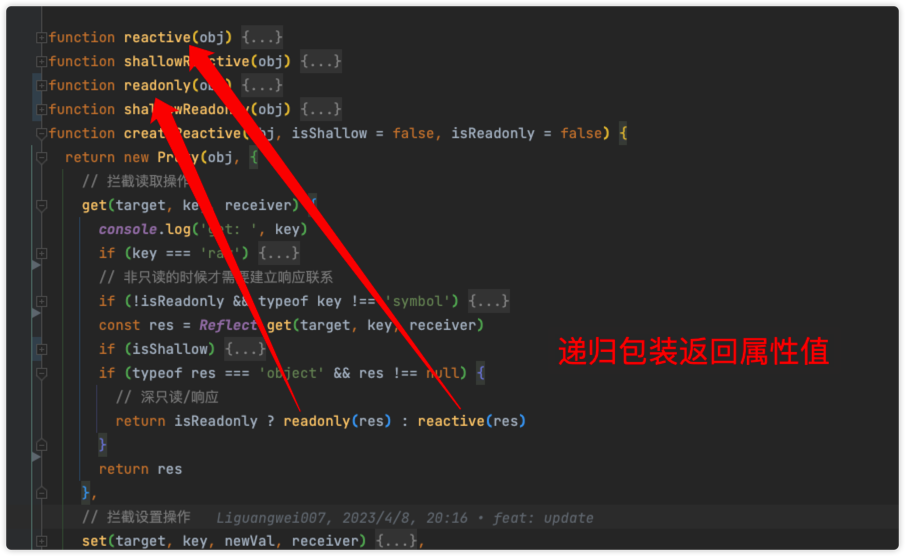 function reactive(obj) {...}
function shallowReactive(obj) {...}
function readonly(obj) {...}
function shallowReadonly(obj) {...}
function createReactive(obj, isShallow = false, isReadonly = false) {
return new Proxy(obj, {
// 拦截读取操作
get(target, key, receiver) {
console.log('get: ', key)
if (key === 'raw') {...}
// 非只读的时候才需要建立响应联系
if (!isReadonly && typeof key !== 'symbol') {...}
const res = Reflect.get(target, key, receiver)
if (isShallow) {...}
递归包装返回属性值
if (typeof res === 'object' && res !== null) {
// 深只读/响应
return isReadonly ? readonly(res) : reactive(res)
}
return res
},
// 拦截设置操作 Liguangwei007, 2023/4/8, 20:16 • feat: update
set(target, key, newVal, receiver) {...},